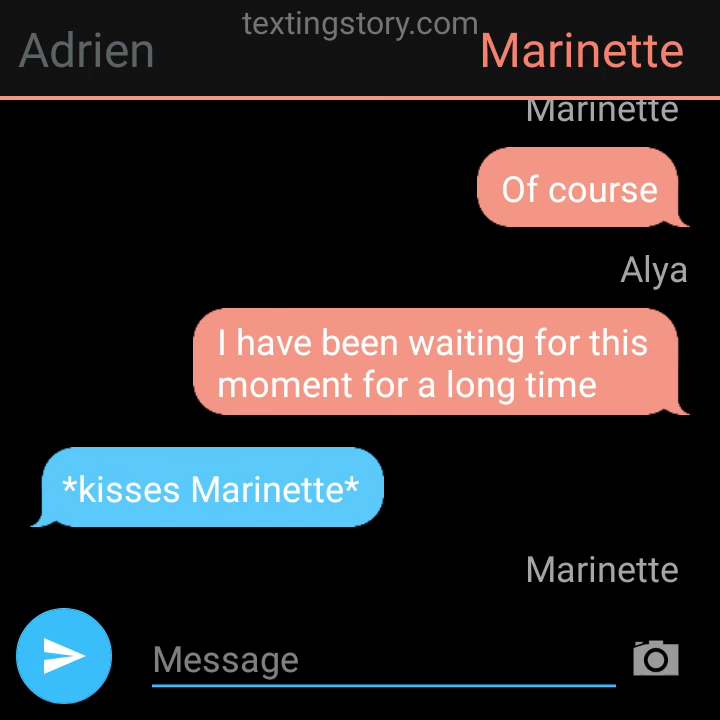 textingstory.com
Adrien
Marinette
Marinette
Of course
Alya
I have been waiting for this
moment for a long time
*kisses Marinette*
Marinette
Message